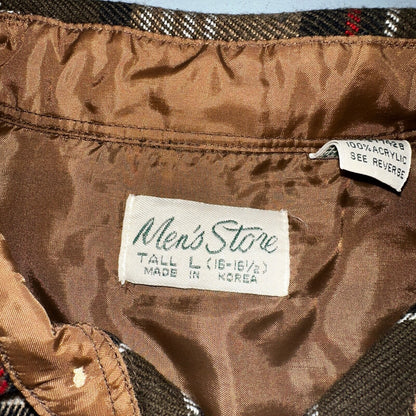 100% ACRYLIC
SEE REVERSE
Men's Store
TALL L (16-16½)
MADE IN KOREA